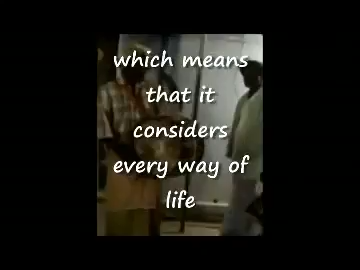 which means
that it
considers
every way of
life